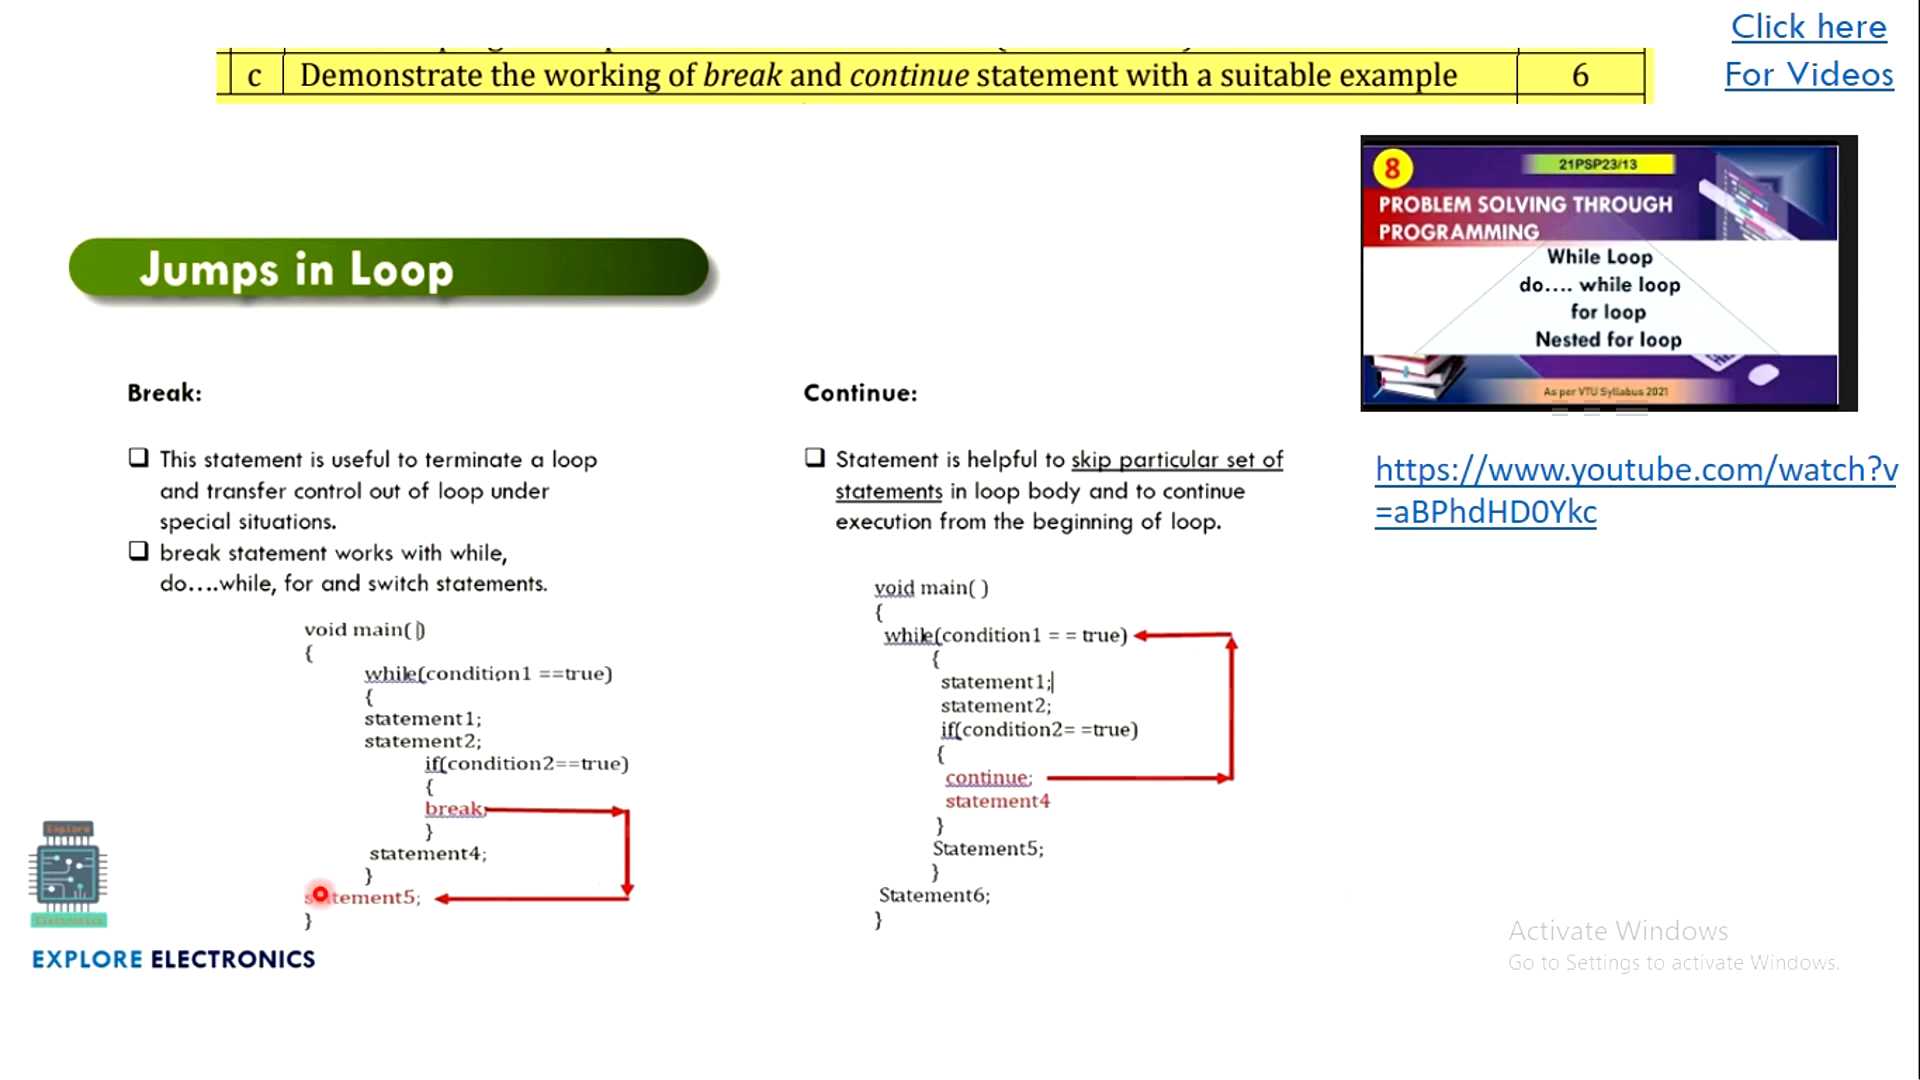 Click here
For Videos
c Demonstrate the working of break and continue statement with a suitable example 6
8
21PSP23/13
PROBLEM SOLVING THROUGH
PROGRAMMING
While Loop
do.... while loop
for loop
Nested for loop
As per VTU Syllabus 2021
https://www.youtube.com/watch?v
=aBPhdHD0Ykc
Jumps in Loop
Break:
❑ This statement is useful to terminate a loop
and transfer control out of loop under
special situations.
❑ break statement works with while,
do....while, for and switch statements.
void main( )
{
while(condition1 ==true)
{
statement1;
statement2;
if(condition2==true)
{
break;
}
statement4;
}
tement5;
}
Continue:
❑ Statement is helpful to skip particular set of
statements in loop body and to continue
execution from the beginning of loop.
void main( )
{
while(condition1 = = true)
{
statement1;
statement2;
if(condition2= =true)
{
continue;
statement4
}
Statement5;
}
Statement6;
}
Explore
Electronics
EXPLORE ELECTRONICS
Activate Windows
Go to Settings to activate Windows.